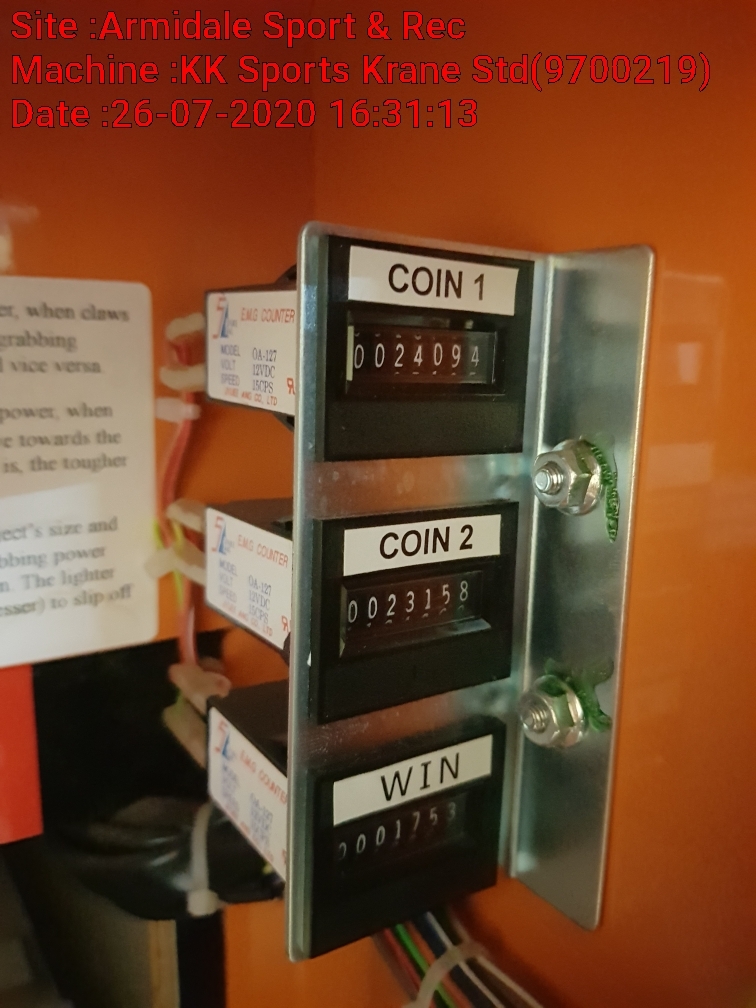 Site :Armidale Sport & Rec
Machine :KK Sports Krane Std(9700219)
Date :26-07-2020 16:31:13
er, when claws
grabbing
vice versa.
power, when
towards the
is, the tougher
ject's size and
bbing power
n. The lighter
esser) to slip off
E.M.G COUNTER
MODEL OA-127
VOLT 12VDC
SPEED 15CPS
COIN 1
0024094
E.M.G COUNTER
MODEL OA-127
VOLT 12VDC
SPEED 15CPS
COIN 2
0023158
E.M.G COUNTER
WIN
0001753